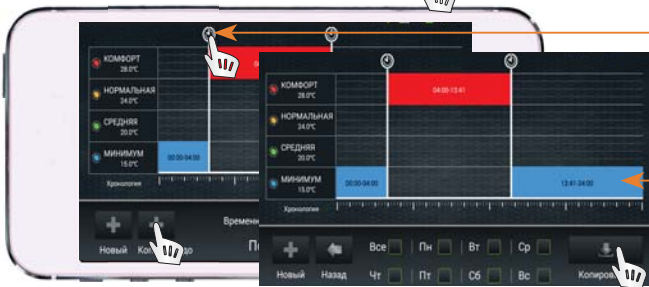 КОМФОРТ
28.0°C
НОРМАЛЬНАЯ
24.0°C
СРЕДНЯЯ
20.0°C
МИНИМУМ
15.0°C
00:00-04:00
Хронология
Новый
КОМФОРТ
28.0°C
04:00-13:41
НОРМАЛЬНАЯ
24.0°C
СРЕДНЯЯ
20.0°C
МИНИМУМ
15.0°C
00:00-04:00
13:41-24:00
Хронология
Все Пн Вт Ср
Новый Назад Чт Пт Сб Вс